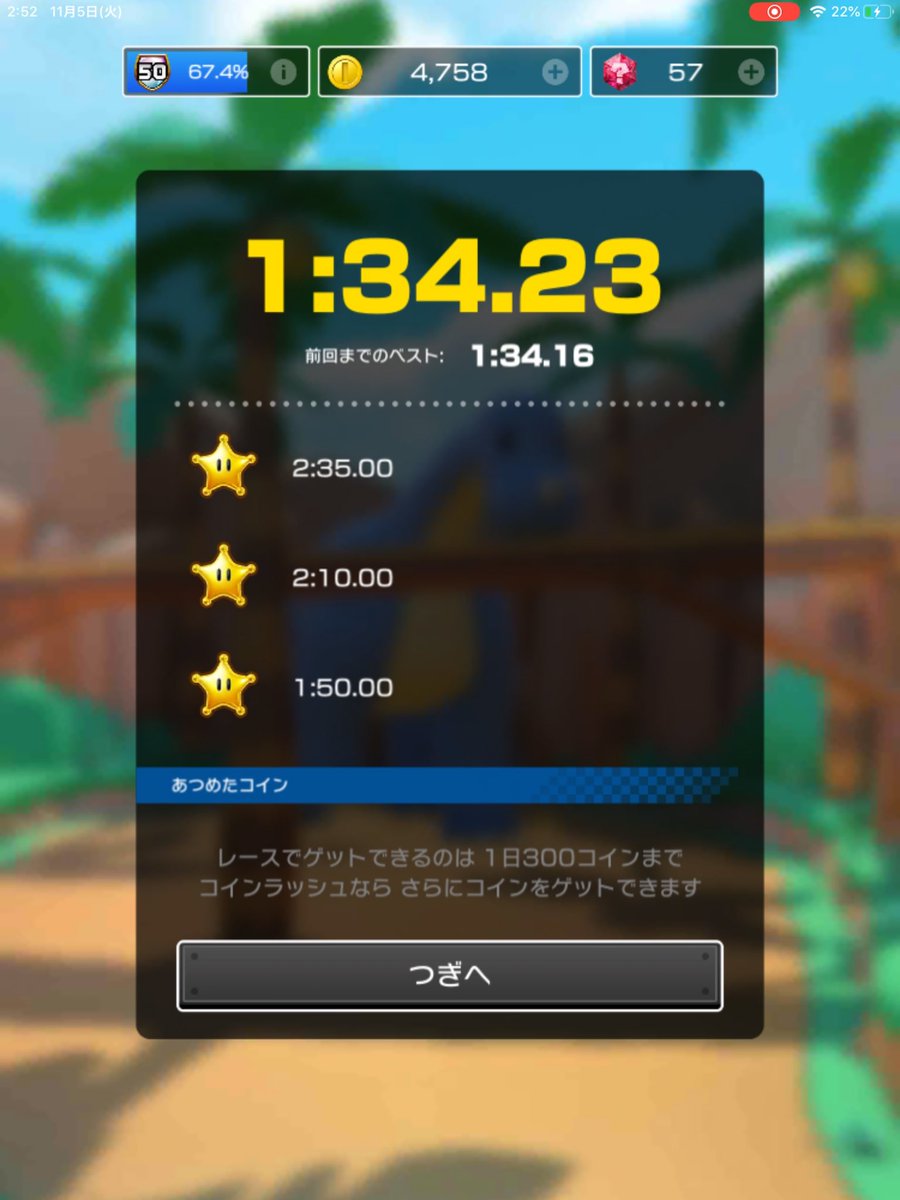 2:52 11月5日(火) 22%
50 67.4% i 4,758 + 57 +
1:34.23
前回までのベスト: 1:34.16
2:35.00
2:10.00
1:50.00
あつめたコイン
レースでゲットできるのは 1日300コインまで
コインラッシュなら さらにコインをゲットできます
つぎへ